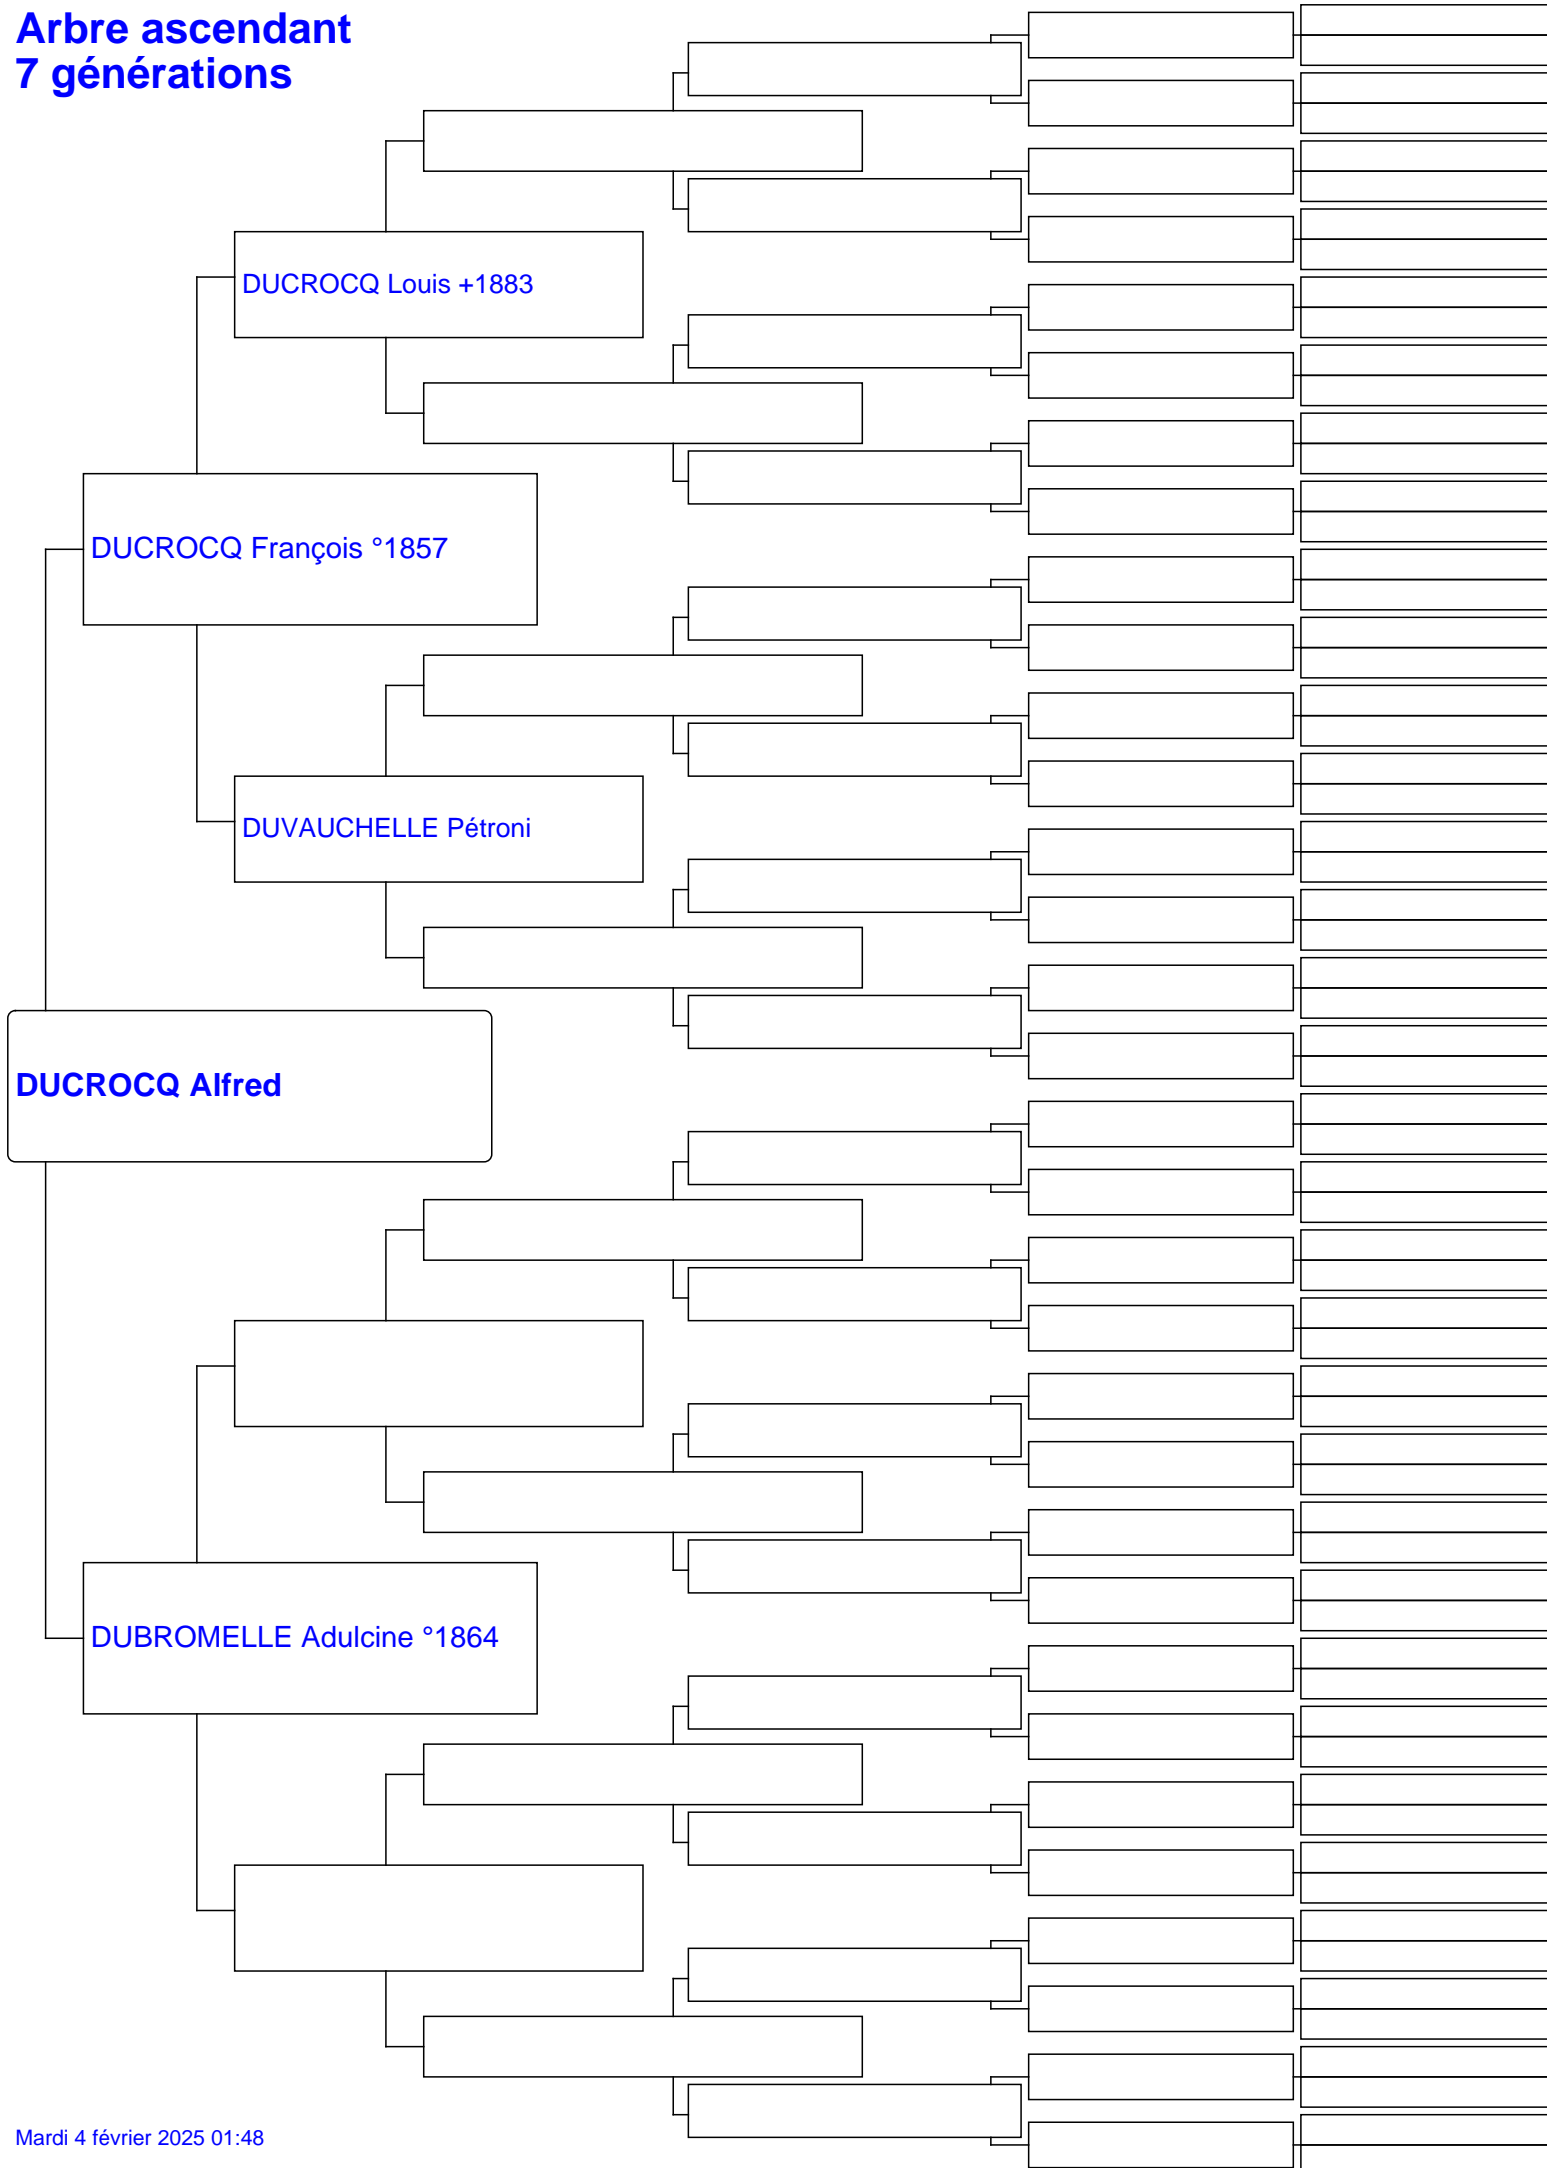 Arbre ascendant
7 générations
DUCROCQ Louis +1883
DUCROCQ François °1857
DUVAUCHELLE Pétroni
DUCROCQ Alfred
DUBROMELLE Adulcine °1864
Mardi 4 février 2025 01:48